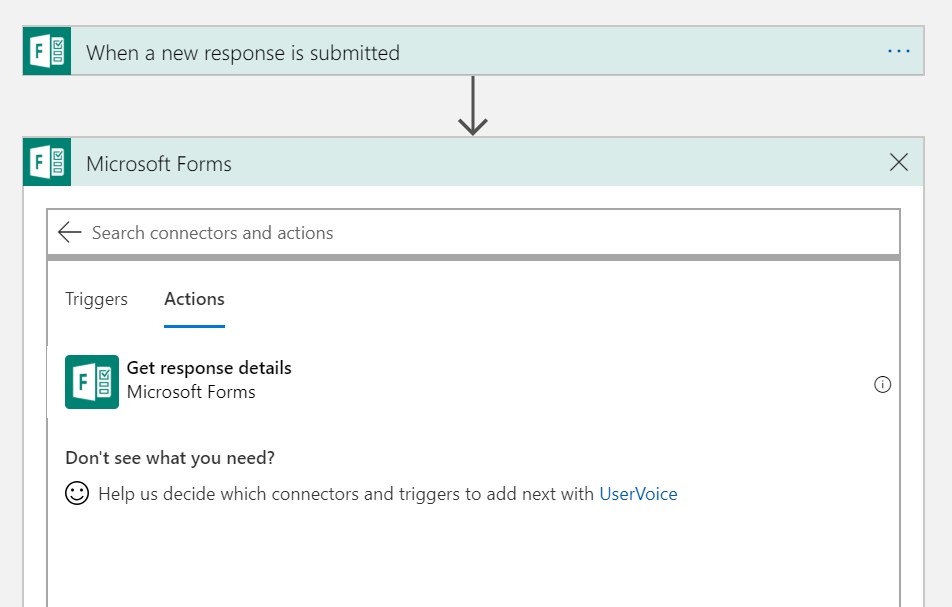 F
When a new response is submitted
...
F
Microsoft Forms
Search connectors and actions
Triggers
Actions
F
Get response details
Microsoft Forms
Don't see what you need?
Help us decide which connectors and triggers to add next with UserVoice